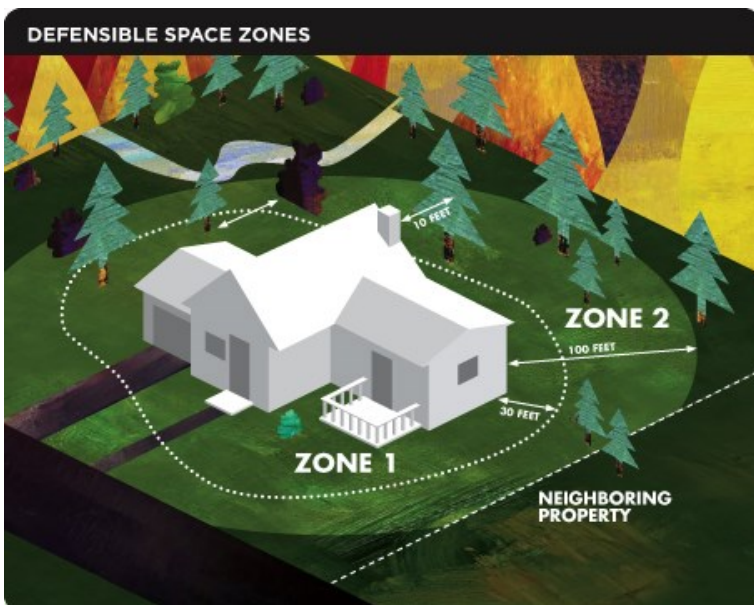 DEFENSIBLE SPACE ZONES
10 FEET
ZONE 2
100 FEET
30 FEET
ZONE 1
NEIGHBORING
PROPERTY